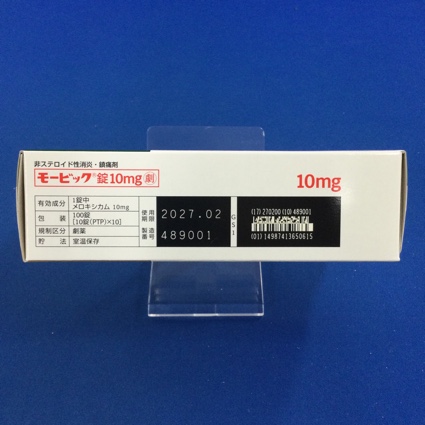 非ステロイド性消炎・鎮痛剤
モービック®錠10mg 劇
10mg
有効成分 1錠中 メロキシカム 10mg
包装 100錠 [10錠(PTP)×10]
規制区分 劇薬
貯法 室温保存
使用期限 2027.02
製造番号 489001
GS1
(17)270200(10)489001
(01)14987413650615